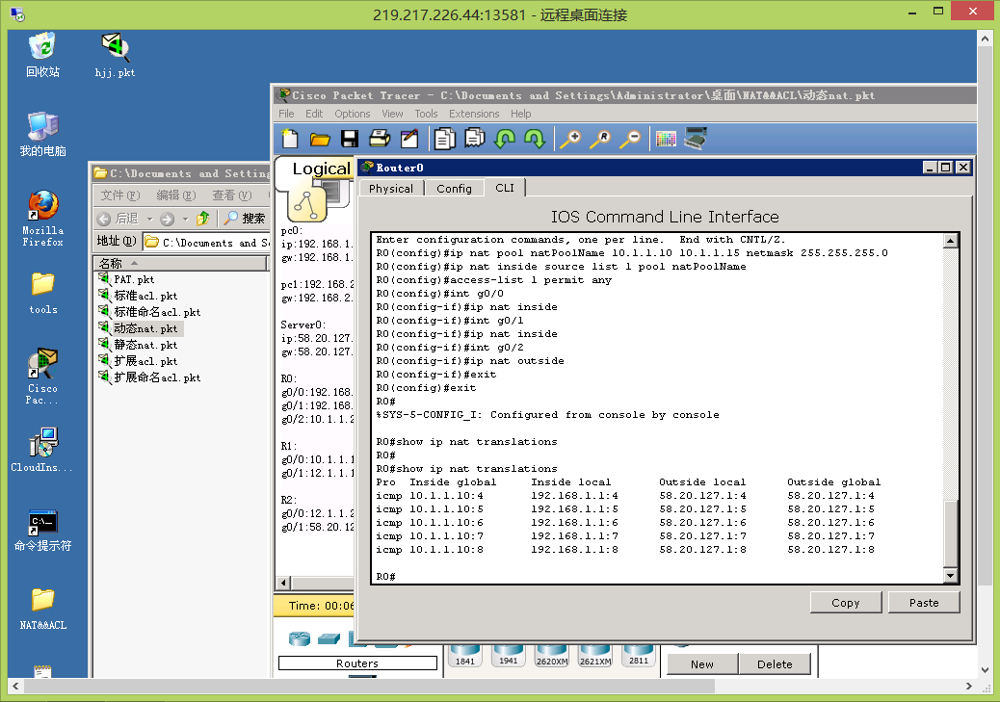 219.217.226.44:13581 - 远程桌面连接
回收站
hjj.pkt
我的电脑
Mozilla
Firefox
tools
Cisco
Pac...
CloudIns...
命令提示符
NAT&&ACL
C:\Documents and Setting
文件(F) 编辑(E) 查看(V)
后退 搜索
地址(D) C:\Documents and S
名称
PAT.pkt
标准acl.pkt
标准命名acl.pkt
动态nat.pkt
静态nat.pkt
扩展acl.pkt
扩展命名acl.pkt
Cisco Packet Tracer - C:\Documents and Settings\Administrator\桌面\NAT&&ACL\动态nat.pkt
File Edit Options View Tools Extensions Help
Logical
pc0:
ip:192.168.1.
gw:192.168.1.
pc1:192.168.2
gw:192.168.2.
Server0:
ip:58.20.127.
gw:58.20.127.
R0:
g0/0:192.168.
g0/1:192.168.
g0/2:10.1.1.2
R1:
g0/0:10.1.1.1
g0/1:12.1.1.1
R2:
g0/0:12.1.1.2
g0/1:58.20.12
Time: 00:06
Routers
1841 1941 2620XM 2621XM 2811
New Delete
Router0
Physical Config CLI
IOS Command Line Interface
Enter configuration commands, one per line.  End with CNTL/Z.
R0(config)#ip nat pool natPoolName 10.1.1.10 10.1.1.15 netmask 255.255.255.0
R0(config)#ip nat inside source list 1 pool natPoolName
R0(config)#access-list 1 permit any
R0(config)#int g0/0
R0(config-if)#ip nat inside
R0(config-if)#int g0/1
R0(config-if)#ip nat inside
R0(config-if)#int g0/2
R0(config-if)#ip nat outside
R0(config-if)#exit
R0(config)#exit
R0#
%SYS-5-CONFIG_I: Configured from console by console
R0#show ip nat translations
R0#
R0#show ip nat translations
Pro  Inside global     Inside local       Outside local      Outside global
icmp 10.1.1.10:4       192.168.1.1:4      58.20.127.1:4      58.20.127.1:4
icmp 10.1.1.10:5       192.168.1.1:5      58.20.127.1:5      58.20.127.1:5
icmp 10.1.1.10:6       192.168.1.1:6      58.20.127.1:6      58.20.127.1:6
icmp 10.1.1.10:7       192.168.1.1:7      58.20.127.1:7      58.20.127.1:7
icmp 10.1.1.10:8       192.168.1.1:8      58.20.127.1:8      58.20.127.1:8
R0#
Copy Paste